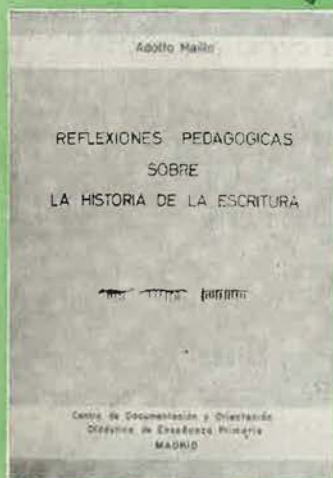 Adolfo Maíllo
REFLEXIONES PEDAGOGICAS
SOBRE
LA HISTORIA DE LA ESCRITURA
Centro de Documentación y Orientación
Didáctica de Enseñanza Primaria
MADRID